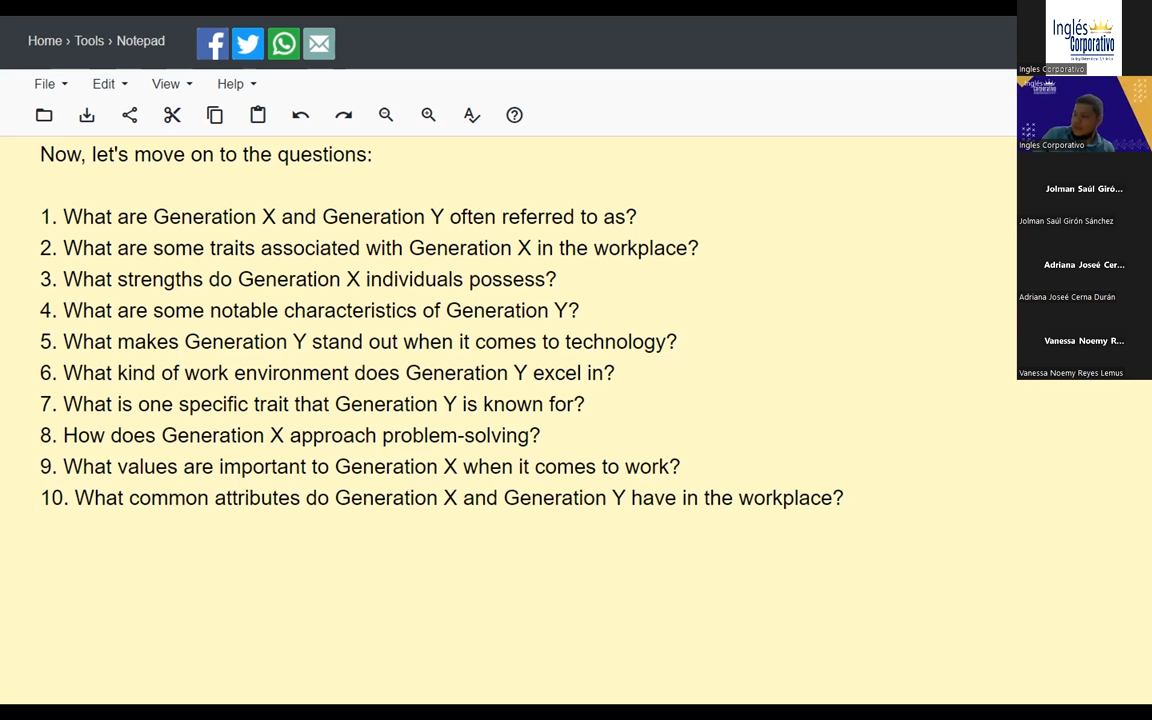 Home › Tools › Notepad
File Edit View Help
Now, let's move on to the questions:
1. What are Generation X and Generation Y often referred to as?
2. What are some traits associated with Generation X in the workplace?
3. What strengths do Generation X individuals possess?
4. What are some notable characteristics of Generation Y?
5. What makes Generation Y stand out when it comes to technology?
6. What kind of work environment does Generation Y excel in?
7. What is one specific trait that Generation Y is known for?
8. How does Generation X approach problem-solving?
9. What values are important to Generation X when it comes to work?
10. What common attributes do Generation X and Generation Y have in the workplace?
Inglés
Corporativo
Ingles Corporativo
Inglés
Corporativo
Ingles Corporativo
Jolman Saúl Giró...
Jolman Saúl Girón Sánchez
Adriana Joseé Cer...
Adriana Joseé Cerna Durán
Vanessa Noemy R...
Vanessa Noemy Reyes Lemus